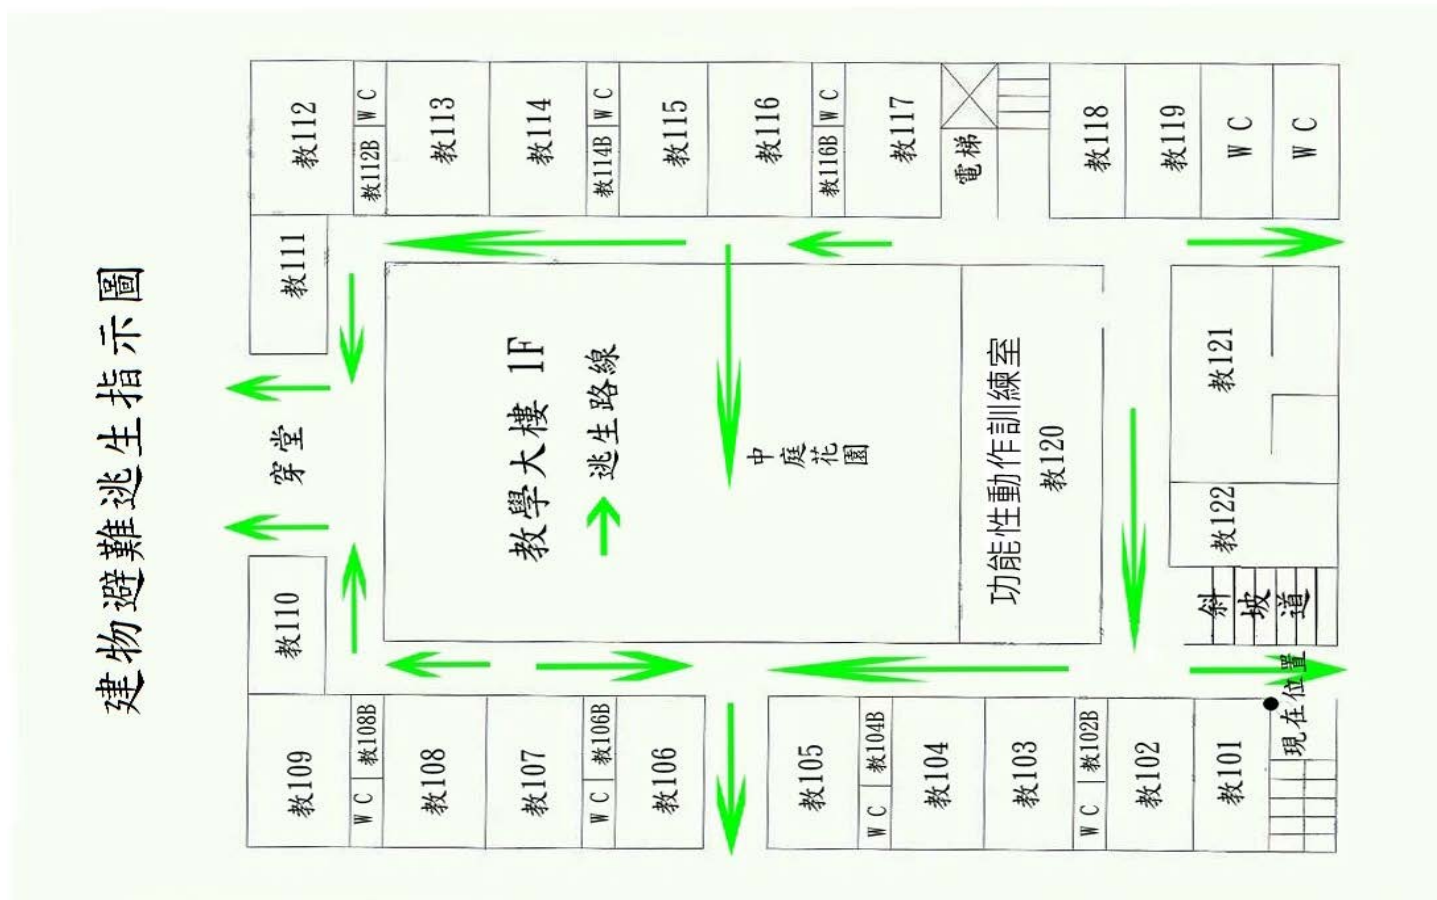 建物避難逃生指示圖
教112
WC
教112B
教113
教114
WC
教114B
教115
教116
WC
教116B
教117
電梯
教118
教119
WC
WC
教111
穿堂
教110
教學大樓 1F
逃生路線
中庭花園
功能性動作訓練室
教120
教121
教122
斜坡道
現在位置
教109
教108B
WC
教108
教107
教106B
WC
教106
教105
教104B
WC
教104
教103
教102B
WC
教102
教101